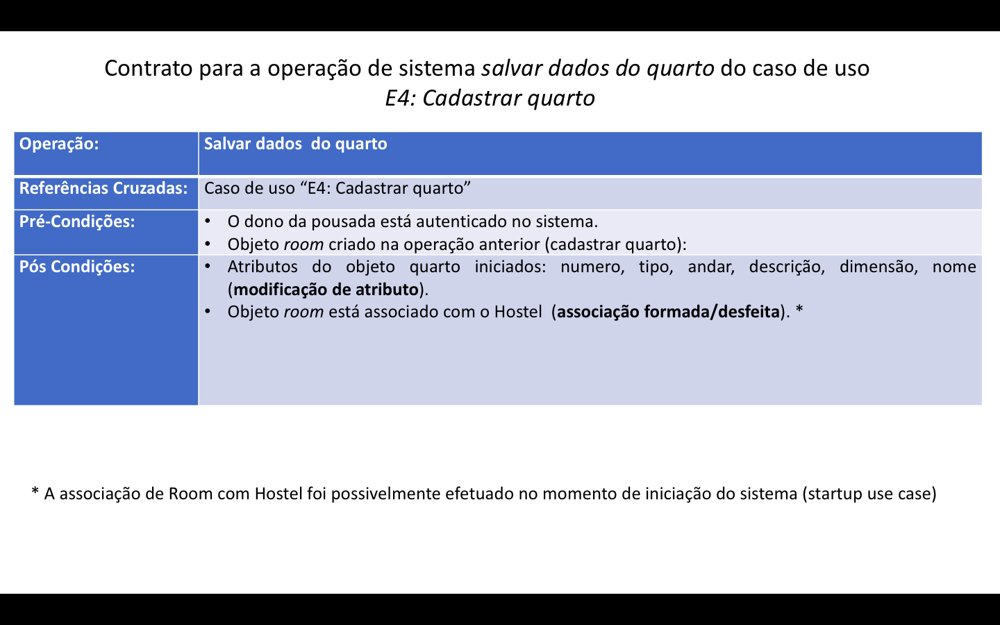 Contrato para a operação de sistema salvar dados do quarto do caso de uso
E4: Cadastrar quarto
Operação: Salvar dados  do quarto
Referências Cruzadas: Caso de uso “E4: Cadastrar quarto”
Pré-Condições: • O dono da pousada está autenticado no sistema.
• Objeto room criado na operação anterior (cadastrar quarto):
Pós Condições: • Atributos do objeto quarto iniciados: numero, tipo, andar, descrição, dimensão, nome
(modificação de atributo).
• Objeto room está associado com o Hostel  (associação formada/desfeita). *
* A associação de Room com Hostel foi possivelmente efetuado no momento de iniciação do sistema (startup use case)